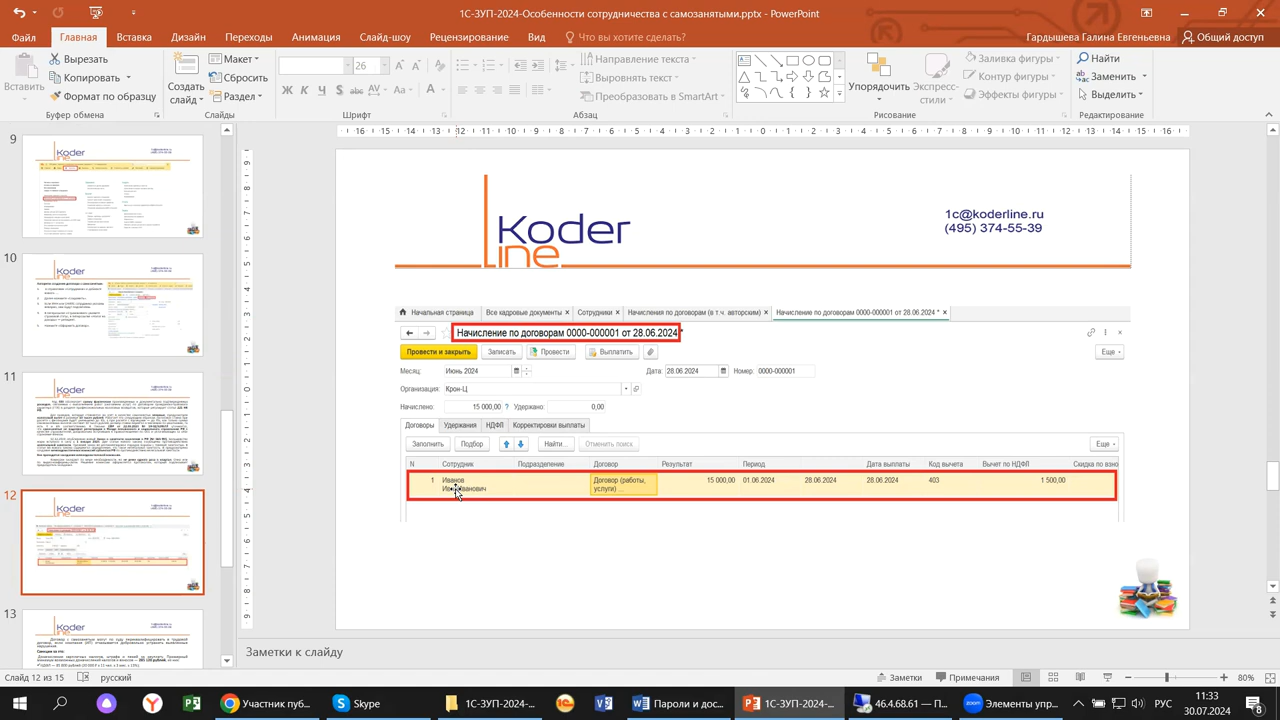 1С-ЗУП-2024-Особенности сотрудничества с самозанятыми.pptx - PowerPoint
Файл Главная Вставка Дизайн Переходы Анимация Слайд-шоу Рецензирование Вид Что вы хотите сделать? Гардышева Галина Евгеньевна Общий доступ
Вставить
Вырезать
Копировать
Формат по образцу
Буфер обмена
Создать слайд
Макет
Сбросить
Раздел
Слайды
26
Ж К Ч S abc AV Aa A
Шрифт
Направление текста
Выровнять текст
Преобразовать в SmartArt
Абзац
Упорядочить
Экспресс-стили
Заливка фигуры
Контур фигуры
Эффекты фигуры
Рисование
Найти
Заменить
Выделить
Редактирование
9
10
11
12
13
Koder
line
1c@koderline.ru
(495) 374-55-39
Начальная страница Все кадровые документы × Сотрудники × Начисления по договорам (в т.ч. авторским) × Начисление по договорам 0000-000001 от 28.06.2024 * ×
Начисление по договорам 0000-000001 от 28.06.2024 *
Провести и закрыть Записать Провести Выплатить Еще
Месяц: Июнь 2024 Дата: 28.06.2024 Номер: 0000-000001
Организация: Крон-Ц
Начислено: 15 000,00 ? Удержано: 0,00
Договоры Удержания НДФЛ Корректировки выплаты
Заполнить Подбор Найти... Отменить поиск Еще
N Сотрудник Подразделение Договор Результат Период Дата выплаты Код вычета Вычет по НДФЛ Скидка по взно
1 Иванов Договор (работы, 15 000,00 01.06.2024 28.06.2024 28.06.2024 403 1 500,00
Иван Иванович услуги) ...
Заметки к слайду
Слайд 12 из 15 русский Заметки Примечания 80%
Участник пуб... Skype 1С-ЗУП-2024-... Пароли и дос... 1С-ЗУП-2024-... 36.4.68.61 — П... Элементы упр...
11:33
30.07.2024